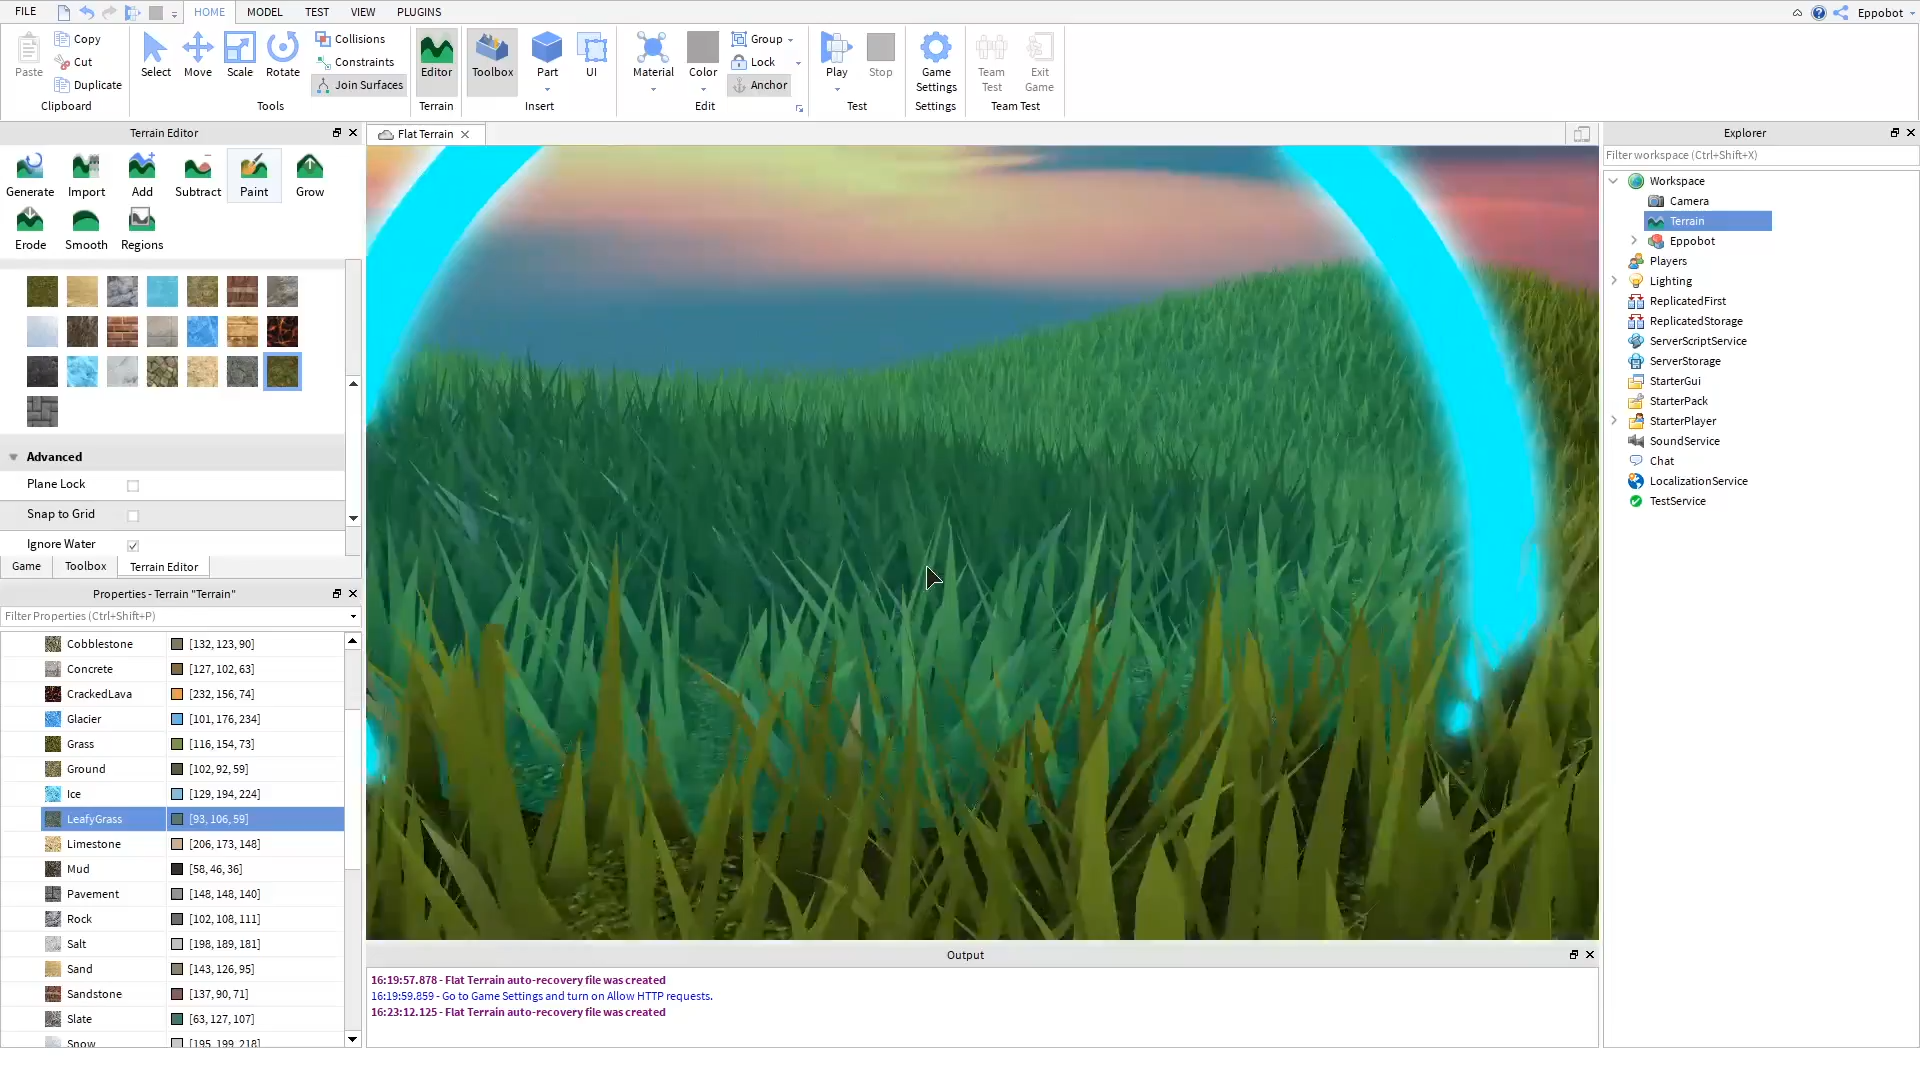 FILE HOME MODEL TEST VIEW PLUGINS Eppobot
Paste Copy Cut Duplicate
Clipboard
Select Move Scale Rotate Collisions Constraints Join Surfaces
Tools
Editor
Terrain
Toolbox Part UI
Insert
Material Color Group Lock Anchor
Edit
Play Stop
Test
Game Settings
Settings
Team Test Exit Game
Team Test
Terrain Editor
Generate Import Add Subtract Paint Grow
Erode Smooth Regions
Advanced
Plane Lock
Snap to Grid
Ignore Water
Game Toolbox Terrain Editor
Properties - Terrain "Terrain"
Filter Properties (Ctrl+Shift+P)
Cobblestone [132, 123, 90]
Concrete [127, 102, 63]
CrackedLava [232, 156, 74]
Glacier [101, 176, 234]
Grass [116, 154, 73]
Ground [102, 92, 59]
Ice [129, 194, 224]
LeafyGrass [93, 106, 59]
Limestone [206, 173, 148]
Mud [58, 46, 36]
Pavement [148, 148, 140]
Rock [102, 108, 111]
Salt [198, 189, 181]
Sand [143, 126, 95]
Sandstone [137, 90, 71]
Slate [63, 127, 107]
Snow [195, 199, 218]
Flat Terrain
Output
16:19:57.878 - Flat Terrain auto-recovery file was created
16:19:59.859 - Go to Game Settings and turn on Allow HTTP requests.
16:23:12.125 - Flat Terrain auto-recovery file was created
Explorer
Filter workspace (Ctrl+Shift+X)
Workspace
Camera
Terrain
Eppobot
Players
Lighting
ReplicatedFirst
ReplicatedStorage
ServerScriptService
ServerStorage
StarterGui
StarterPack
StarterPlayer
SoundService
Chat
LocalizationService
TestService